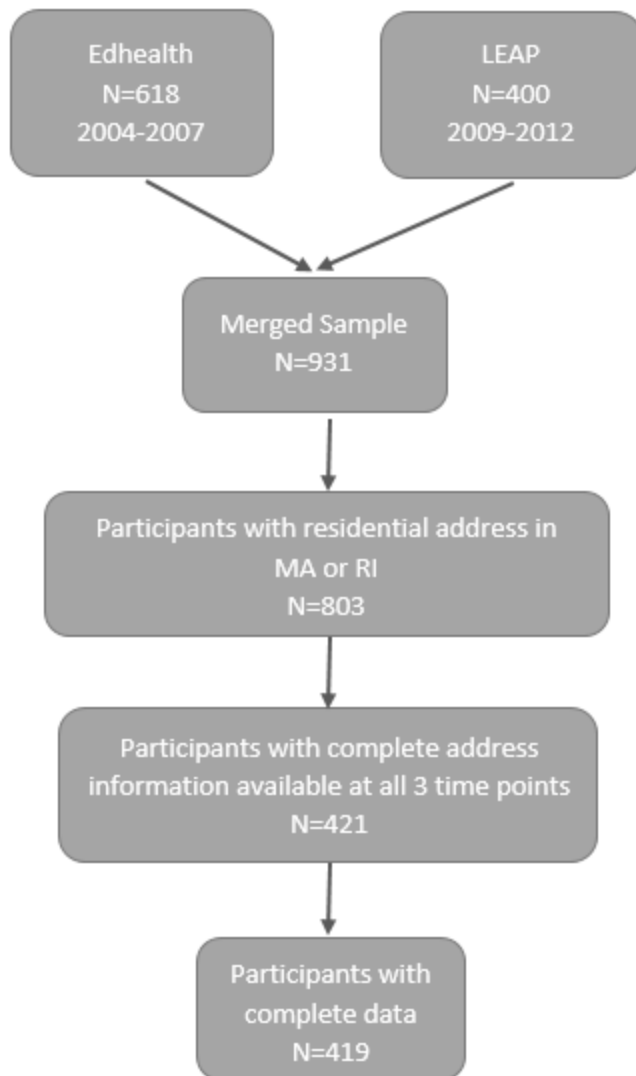 Edhealth
N=618
2004-2007
LEAP
N=400
2009-2012
Merged Sample
N=931
Participants with residential address in
MA or RI
N=803
Participants with complete address
information available at all 3 time points
N=421
Participants with
complete data
N=419